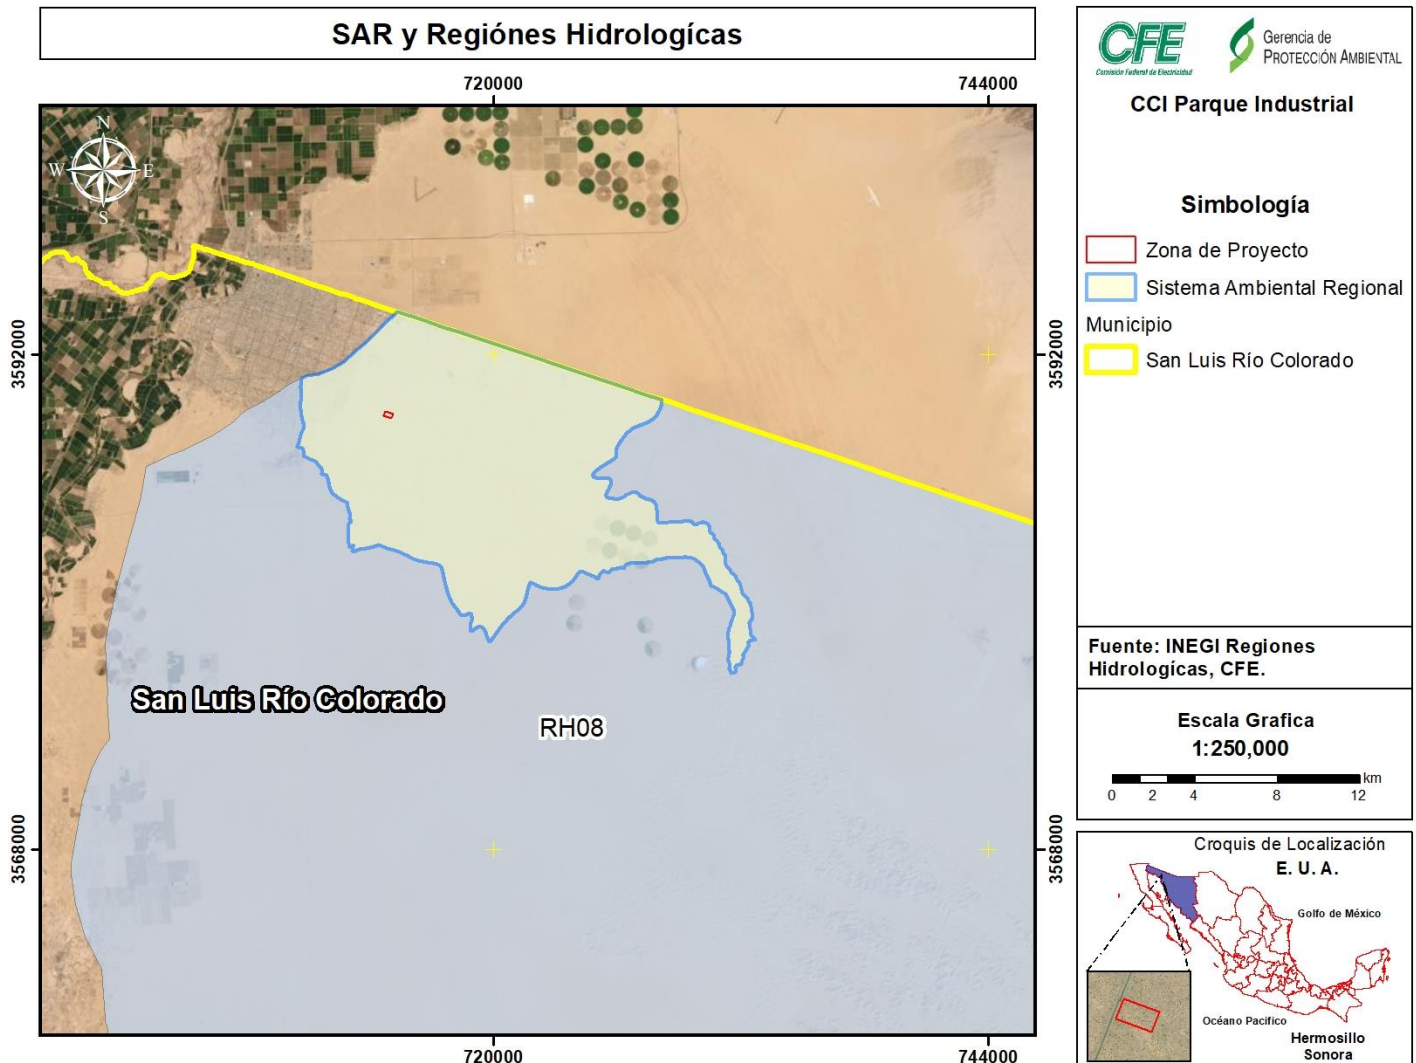 SAR y Regiónes Hidrologícas
720000
744000
N
W
E
S
3592000
3592000
3568000
3568000
San Luis Río Colorado
RH08
720000
744000
CFE
Comisión Federal de Electricidad
Gerencia de
PROTECCIÓN AMBIENTAL
CCI Parque Industrial
Simbología
Zona de Proyecto
Sistema Ambiental Regional
Municipio
San Luis Río Colorado
Fuente: INEGI Regiones
Hidrologícas, CFE.
Escala Grafica
1:250,000
km
0 2 4 8 12
Croquis de Localización
E. U. A.
Golfo de México
Océano Pacifico
Hermosillo
Sonora